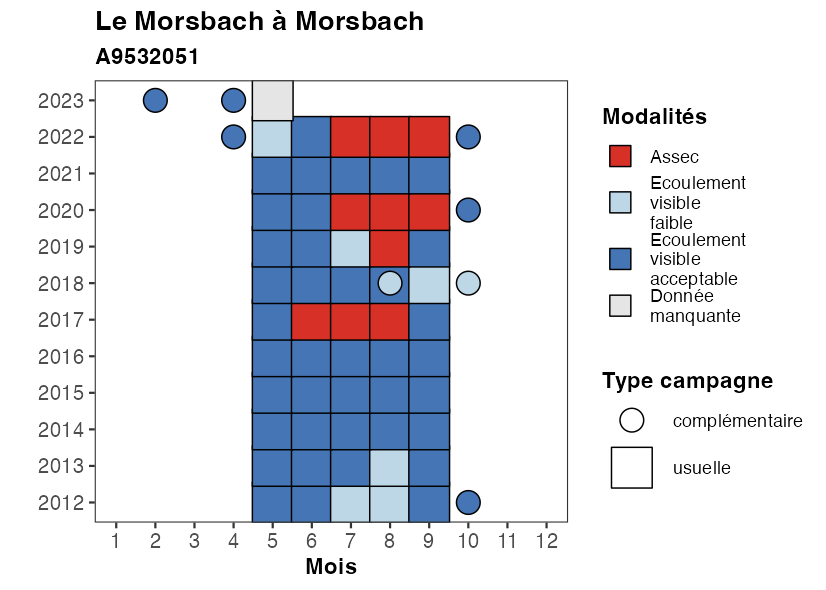 Le Morsbach à Morsbach
A9532051
2023
2022
2021
2020
2019
2018
2017
2016
2015
2014
2013
2012
1 2 3 4 5 6 7 8 9 10 11 12
Mois
Modalités
Assec
Ecoulement
visible
faible
Ecoulement
visible
acceptable
Donnée
manquante
Type campagne
complémentaire
usuelle